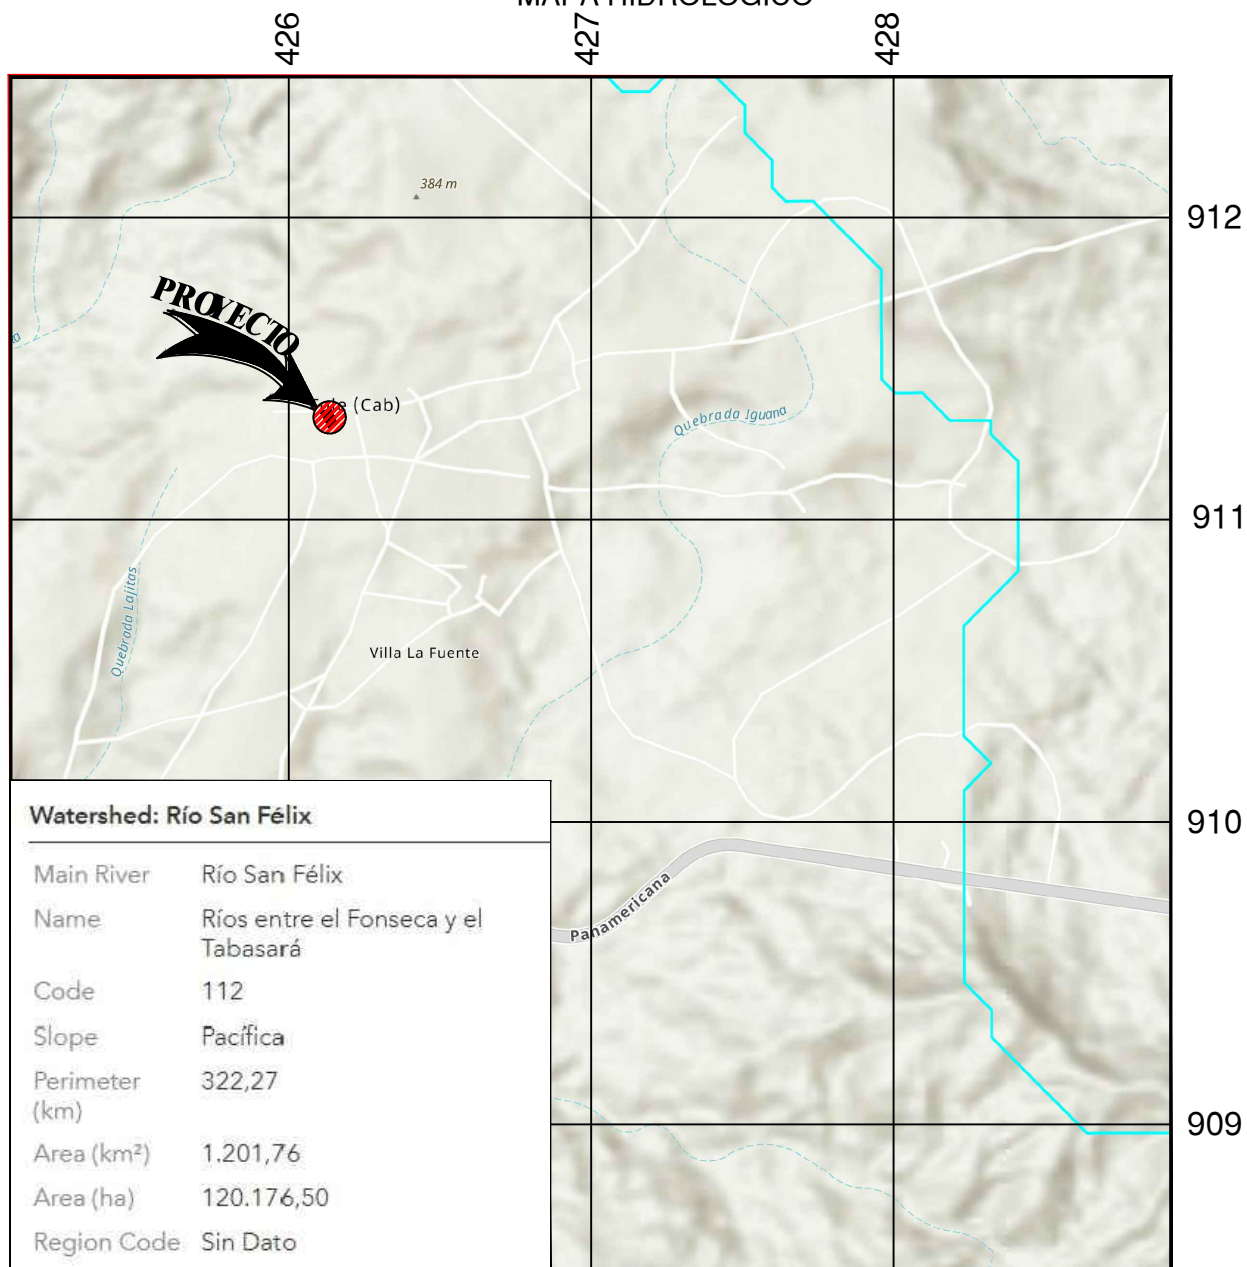 MAPA HIDROLOGICO
426
427
428
384 m
912
PROYECTO
(Cab)
Quebrada Iguana
911
Quebrada Lajitas
Villa La Fuente
910
Panamericana
909
Watershed: Río San Félix
Main River Río San Félix
Name Ríos entre el Fonseca y el
Tabasará
Code 112
Slope Pacífica
Perimeter 322,27
(km)
Area (km²) 1.201,76
Area (ha) 120.176,50
Region Code Sin Dato